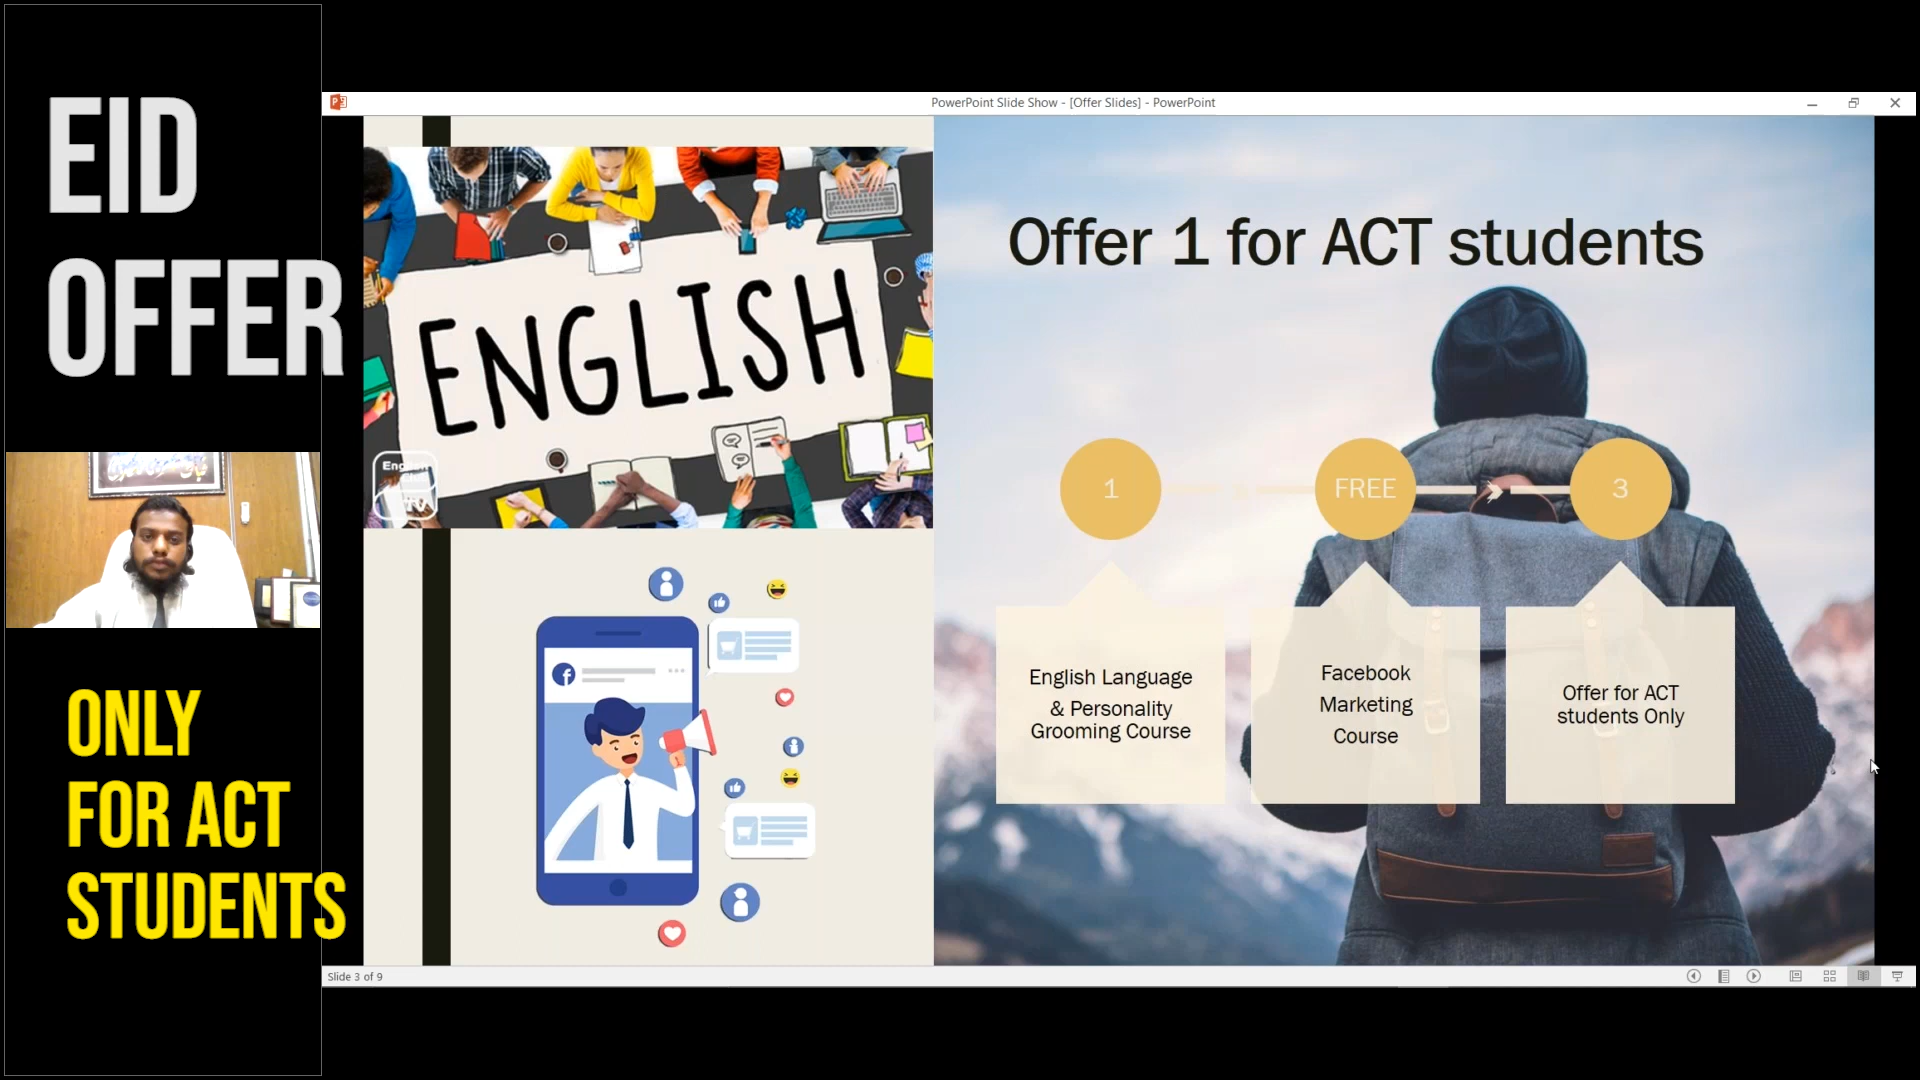 EID
OFFER
ONLY
FOR ACT
STUDENTS
PowerPoint Slide Show - [Offer Slides] - PowerPoint
ENGLISH
Offer 1 for ACT students
1
FREE
3
English Language
& Personality
Grooming Course
Facebook
Marketing
Course
Offer for ACT
students Only
Slide 3 of 9